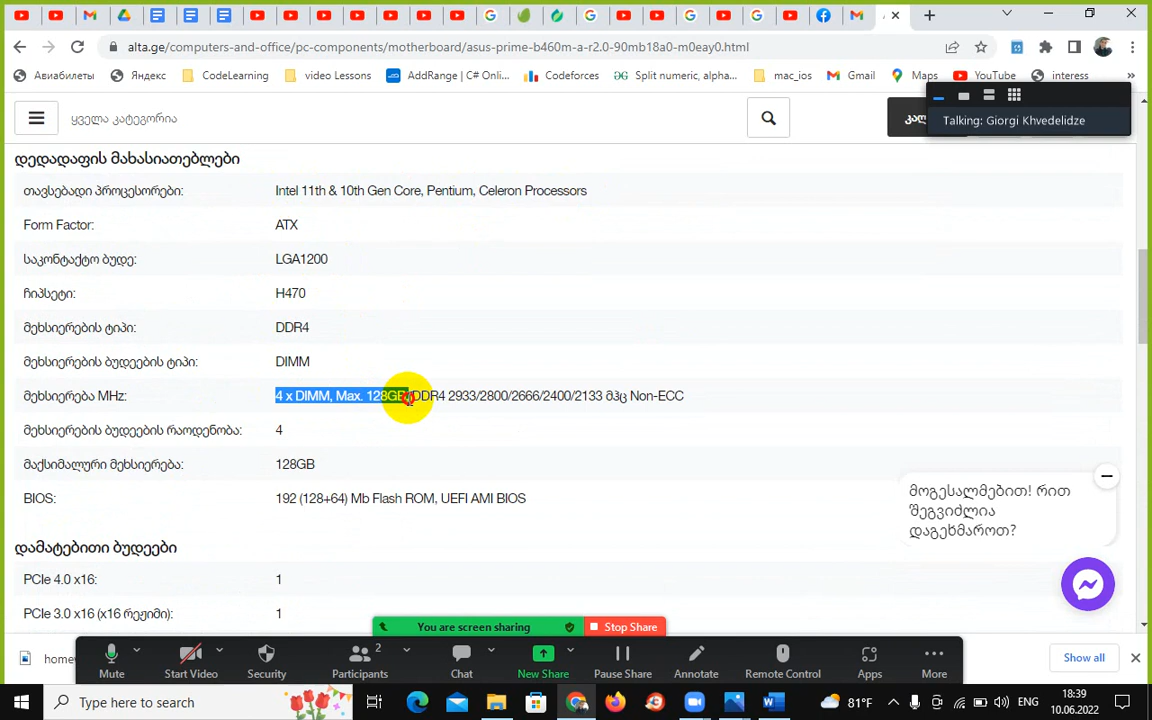 alta.ge/computers-and-office/pc-components/motherboard/asus-prime-b460m-a-r2.0-90mb18a0-m0eay0.html
Авиабилеты Яндекс CodeLearning video Lessons AddRange | C# Onli... Codeforces Split numeric, alpha... mac_ios Gmail Maps YouTube interess »
ყველა კატეგორია
Talking: Giorgi Khvedelidze
დედადაფის მახასიათებლები
თავსებადი პროცესორები: Intel 11th & 10th Gen Core, Pentium, Celeron Processors
Form Factor: ATX
საკონტაქტო ბუდე: LGA1200
ჩიპსეტი: H470
მეხსიერების ტიპი: DDR4
მეხსიერების ბუდეების ტიპი: DIMM
მეხსიერება MHz: 4 x DIMM, Max. 128GB, DDR4 2933/2800/2666/2400/2133 მჰც Non-ECC
მეხსიერების ბუდეების რაოდენობა: 4
მაქსიმალური მეხსიერება: 128GB
BIOS: 192 (128+64) Mb Flash ROM, UEFI AMI BIOS
მოგესალმებით! რით
შეგვიძლია
დაგეხმაროთ?
დამატებითი ბუდეები
PCIe 4.0 x16: 1
PCIe 3.0 x16 (x16 რეჟიმი): 1
You are screen sharing Stop Share
Mute Start Video Security Participants 2 Chat New Share Pause Share Annotate Remote Control Apps More
Show all
Type here to search
81°F ENG 18:39
10.06.2022